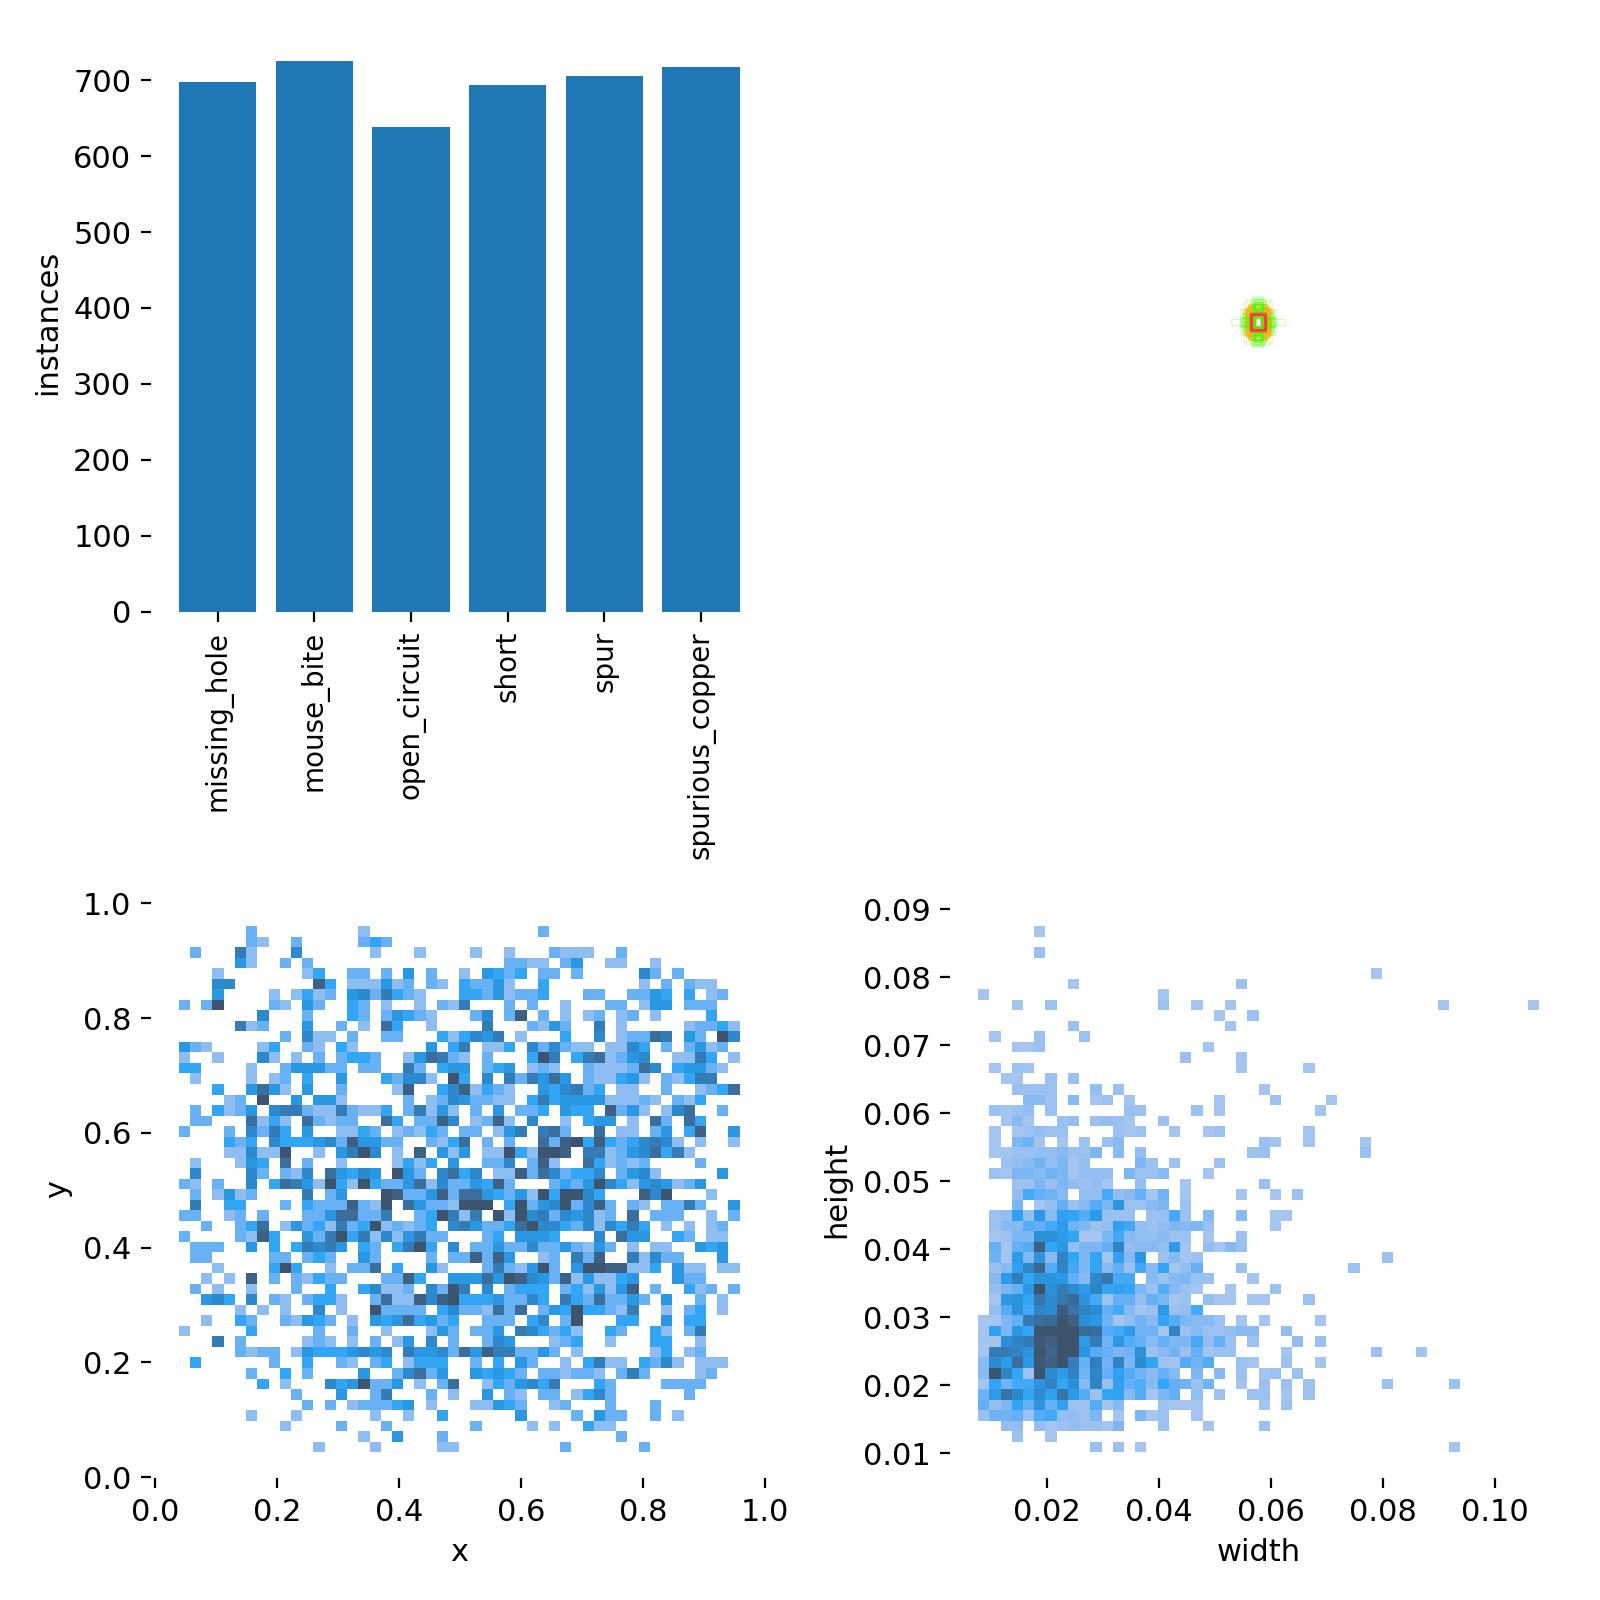 700
600
500
400
300
200
100
0
instances
missing_hole
mouse_bite
open_circuit
short
spur
spurious_copper
1.0
0.8
0.6
0.4
0.2
0.0
y
0.0 0.2 0.4 0.6 0.8 1.0
x
0.09
0.08
0.07
0.06
0.05
0.04
0.03
0.02
0.01
height
0.02 0.04 0.06 0.08 0.10
width